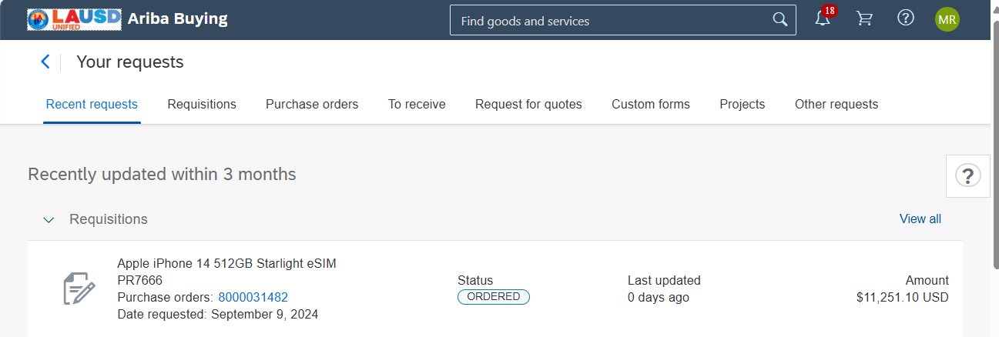 LAUSD
UNIFIED
Ariba Buying
Find goods and services
18
MR
Your requests
Recent requests
Requisitions
Purchase orders
To receive
Request for quotes
Custom forms
Projects
Other requests
Recently updated within 3 months
?
Requisitions
View all
Apple iPhone 14 512GB Starlight eSIM
PR7666
Purchase orders: 8000031482
Date requested: September 9, 2024
Status
ORDERED
Last updated
0 days ago
Amount
$11,251.10 USD